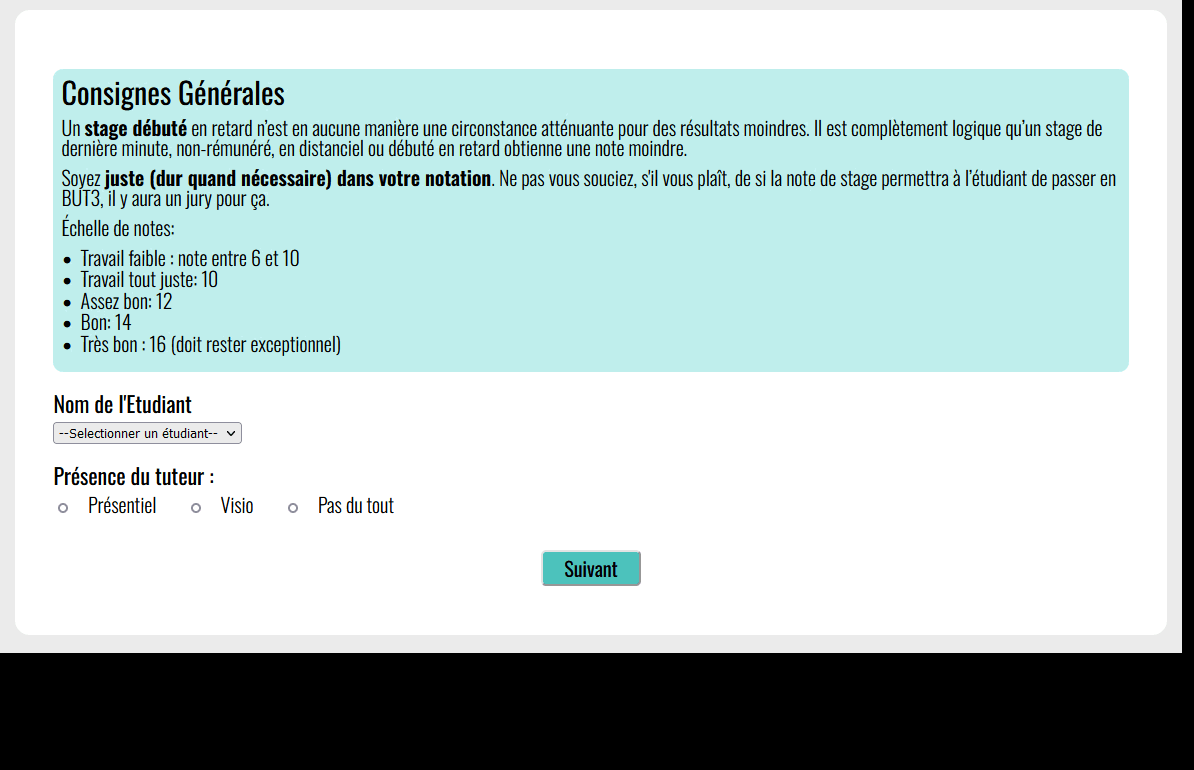 Consignes Générales
Un stage débuté en retard n’est en aucune manière une circonstance atténuante pour des résultats moindres. Il est complètement logique qu’un stage de
dernière minute, non-rémunéré, en distanciel ou débuté en retard obtienne une note moindre.
Soyez juste (dur quand nécessaire) dans votre notation. Ne pas vous souciez, s'il vous plaît, de si la note de stage permettra à l’étudiant de passer en
BUT3, il y aura un jury pour ça.
Échelle de notes:
• Travail faible : note entre 6 et 10
• Travail tout juste: 10
• Assez bon: 12
• Bon: 14
• Très bon : 16 (doit rester exceptionnel)
Nom de l'Etudiant
--Selectionner un étudiant--
Présence du tuteur :
Présentiel Visio Pas du tout
Suivant